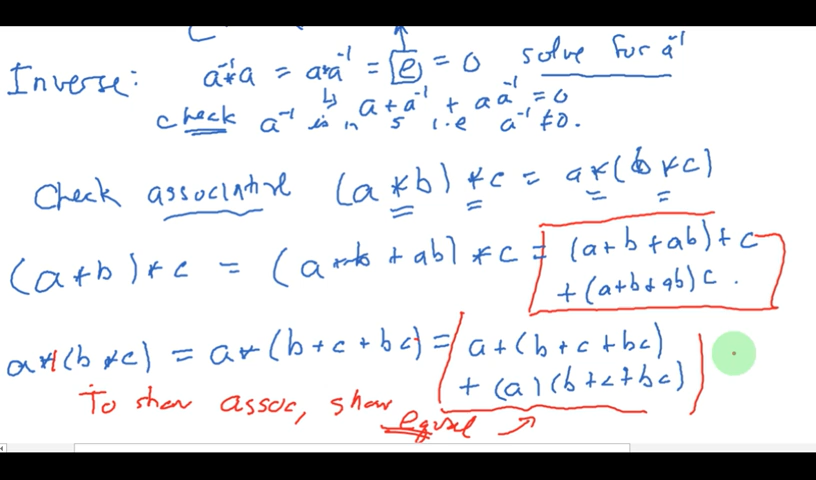 Inverse: a⁻¹*a = a*a⁻¹ = e = 0 solve for a⁻¹
↳ a + a⁻¹ + aa⁻¹ = 0
check a⁻¹ is in S i.e a⁻¹ ≠ 0.
Check associative (a*b)*c = a*(b*c)
(a*b)*c = (a+b+ab)*c = (a+b+ab)+c
+(a+b+ab)c.
a*(b*c) = a*(b+c+bc) = a+(b+c+bc)
+(a)(b+c+bc)
To show assoc, show
equal →